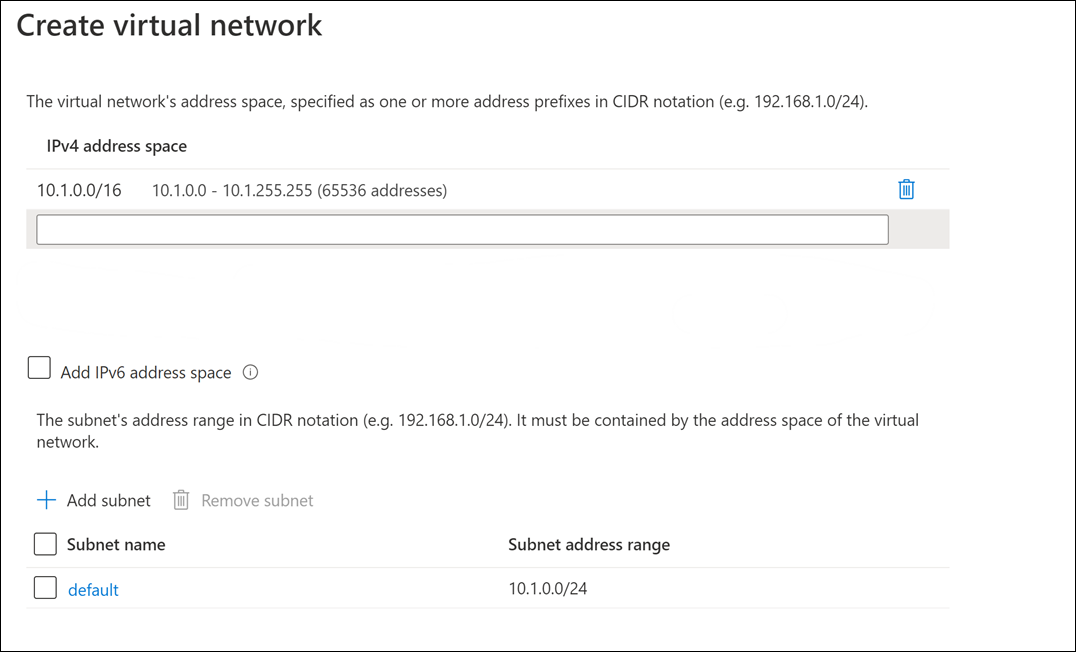 Create virtual network
The virtual network's address space, specified as one or more address prefixes in CIDR notation (e.g. 192.168.1.0/24).
IPv4 address space
10.1.0.0/16 10.1.0.0 - 10.1.255.255 (65536 addresses)
Add IPv6 address space
The subnet's address range in CIDR notation (e.g. 192.168.1.0/24). It must be contained by the address space of the virtual
network.
Add subnet Remove subnet
Subnet name Subnet address range
default 10.1.0.0/24